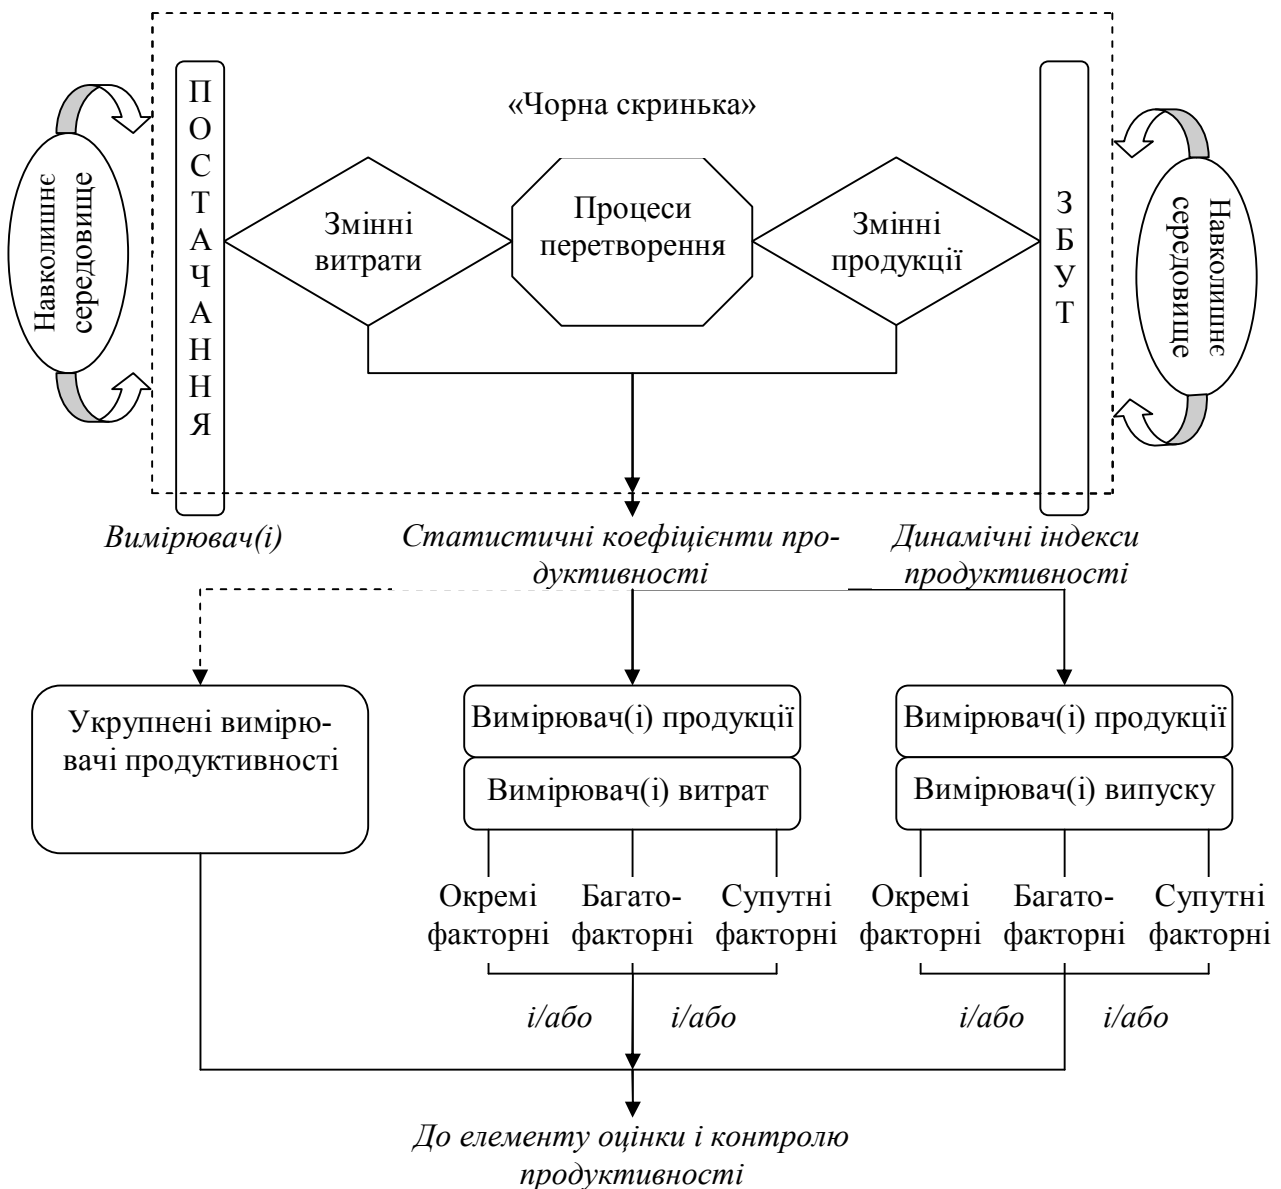 «Чорна скринька»
ПОСТАЧАННЯ
Навколишнє
середовище
Змінні
витрати
Процеси
перетворення
Змінні
продукції
ЗБУТ
Навколишнє
середовище
Вимірювач(і)
Статистичні коефіцієнти про-
дуктивності
Динамічні індекси
продуктивності
Укрупнені вимірю-
вачі продуктивності
Вимірювач(і) продукції
Вимірювач(і) витрат
Вимірювач(і) продукції
Вимірювач(і) випуску
Окремі
факторні
Багато-
факторні
Супутні
факторні
Окремі
факторні
Багато-
факторні
Супутні
факторні
і/або
і/або
і/або
і/або
До елементу оцінки і контролю
продуктивності